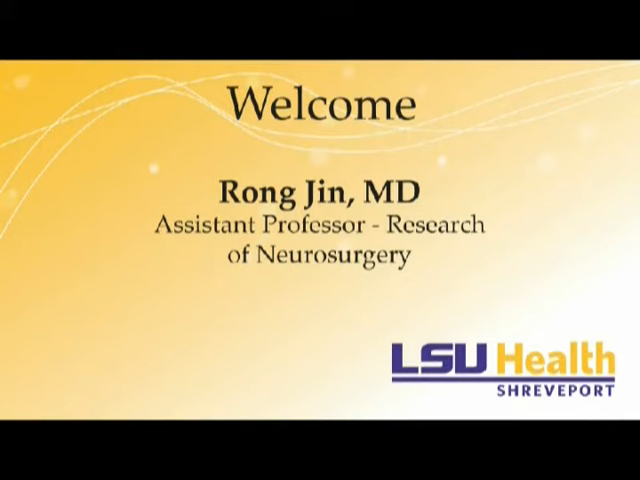 Welcome
Rong Jin, MD
Assistant Professor - Research
of Neurosurgery
LSU Health
SHREVEPORT